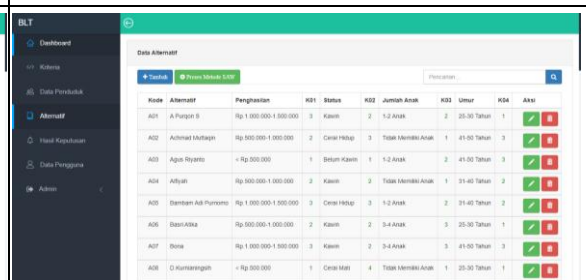 BLT
Dashboard
Kriteria
Data Penduduk
Alternatif
Hasil Keputusan
Data Pengguna
Admin
Data Alternatif
Tambah
Proses Metode SAW
Pencarian...
Kode Alternatif Penghasilan K01 Status K02 Jumlah Anak K03 Umur K04 Aksi
A01 A Purqon S Rp 1.000.000-1.500.000 3 Kawin 2 1-2 Anak 2 25-30 Tahun 1
A02 Achmad Muttaqin Rp 500.000-1.000.000 2 Cerai Hidup 3 Tidak Memiliki Anak 1 41-50 Tahun 3
A03 Agus Riyanto < Rp 500.000 1 Belum Kawin 1 1-2 Anak 2 41-50 Tahun 3
A04 Alfiyah Rp 500.000-1.000.000 2 Kawin 2 Tidak Memiliki Anak 1 31-40 Tahun 2
A05 Bambam Adi Purnomo Rp 1.000.000-1.500.000 3 Cerai Hidup 3 1-2 Anak 2 31-40 Tahun 2
A06 Basri Atika Rp 500.000-1.000.000 2 Kawin 2 3-4 Anak 3 25-30 Tahun 1
A07 Bona Rp 1.000.000-1.500.000 3 Kawin 2 3-4 Anak 3 41-50 Tahun 3
A08 D.Kurnianingsih < Rp 500.000 1 Cerai Mati 4 Tidak Memiliki Anak 1 25-30 Tahun 1